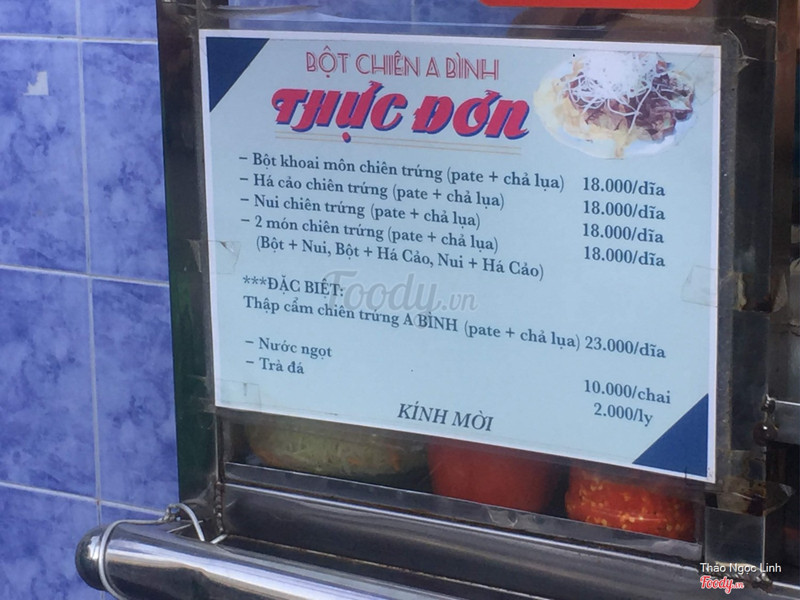 BỘT CHIÊN A BÌNH
THỰC ĐƠN
- Bột khoai môn chiên trứng (pate + chả lụa) 18.000/dĩa
- Há cảo chiên trứng (pate + chả lụa) 18.000/dĩa
- Nui chiên trứng (pate + chả lụa) 18.000/dĩa
- 2 món chiên trứng (pate + chả lụa) 18.000/dĩa
(Bột + Nui, Bột + Há Cảo, Nui + Há Cảo)
Foody.vn
***ĐẶC BIỆT:
Thập cẩm chiên trứng A BÌNH (pate + chả lụa) 23.000/dĩa
- Nước ngọt 10.000/chai
- Trà đá 2.000/ly
KÍNH MỜI
Thảo Ngọc Linh
Foody.vn